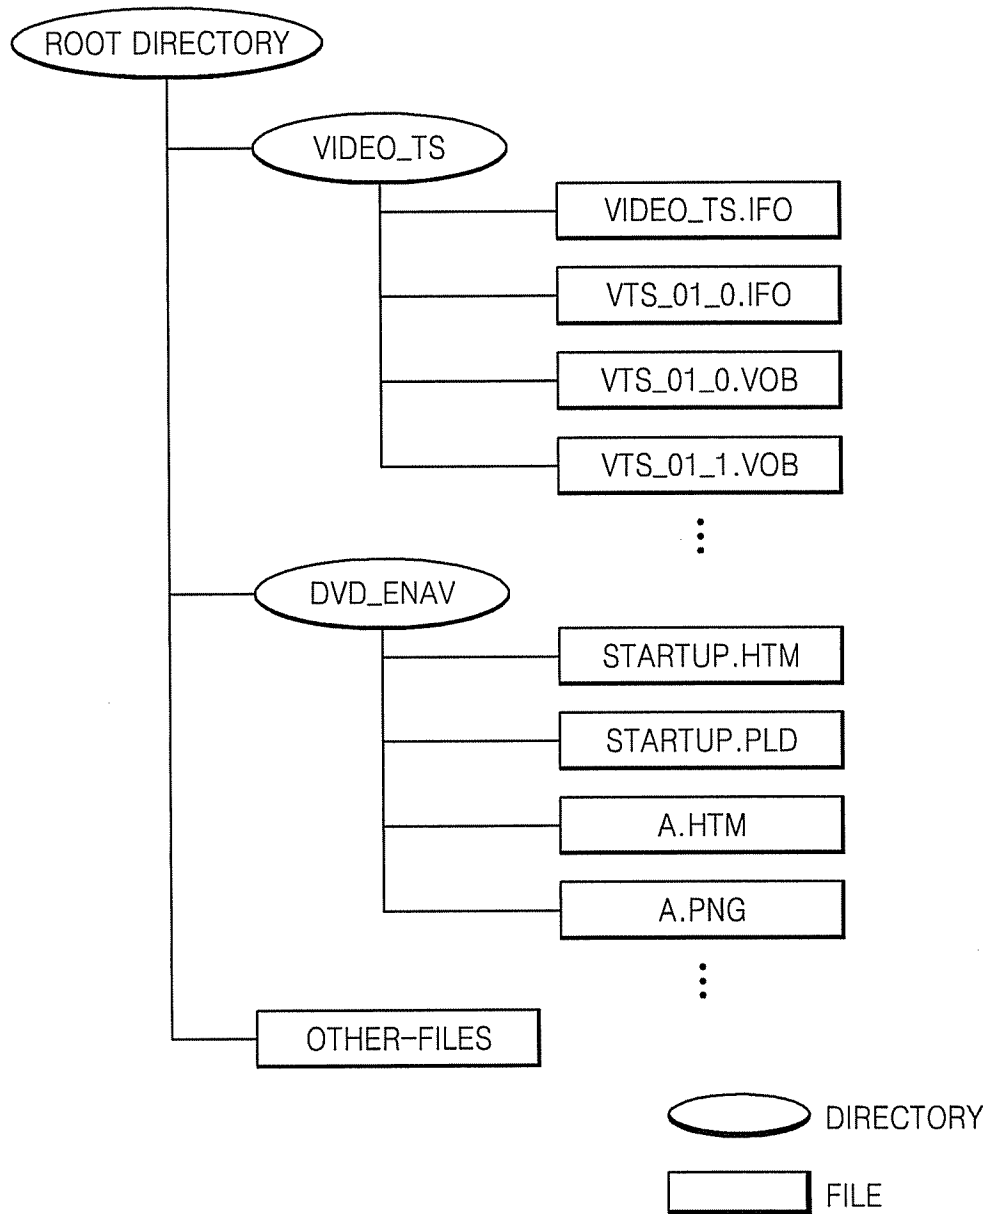 ROOT DIRECTORY
VIDEO_TS
VIDEO_TS.IFO
VTS_01_0.IFO
VTS_01_0.VOB
VTS_01_1.VOB
DVD_ENAV
STARTUP.HTM
STARTUP.PLD
A.HTM
A.PNG
OTHER-FILES
DIRECTORY
FILE